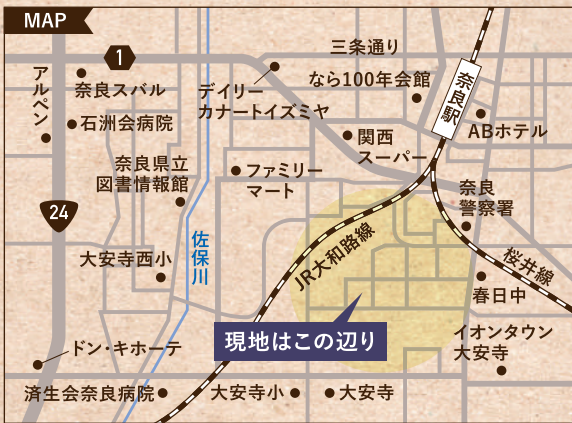 MAP
1
三条通り
アルペン
奈良スバル
デイリー
カナートイズミヤ
なら100年会館
奈良駅
石洲会病院
関西
スーパー
ABホテル
奈良県立
図書情報館
ファミリー
マート
奈良
警察署
24
佐保川
JR大和路線
桜井線
大安寺西小
春日中
現地はこの辺り
イオンタウン
大安寺
ドン・キホーテ
済生会奈良病院
大安寺小
大安寺